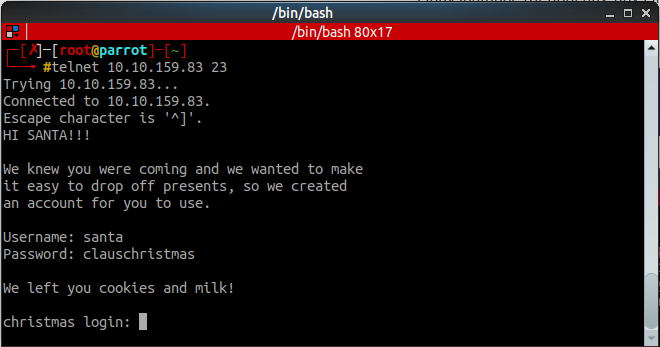 /bin/bash
/bin/bash 80x17
[✗]─[root@parrot]─[~]
#telnet 10.10.159.83 23
Trying 10.10.159.83...
Connected to 10.10.159.83.
Escape character is '^]'.
HI SANTA!!!
We knew you were coming and we wanted to make
it easy to drop off presents, so we created
an account for you to use.
Username: santa
Password: clauschristmas
We left you cookies and milk!
christmas login: